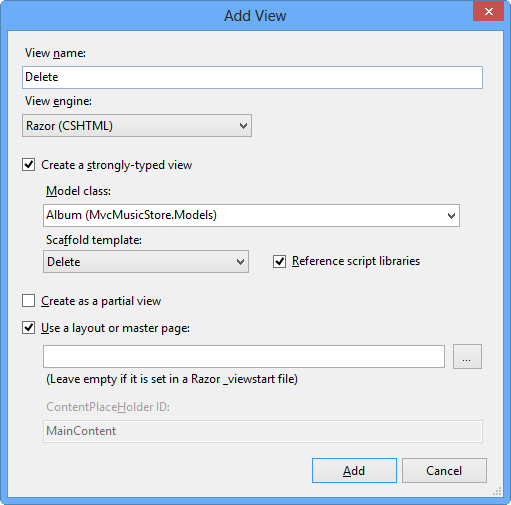 Add View
View name:
Delete
View engine:
Razor (CSHTML)
Create a strongly-typed view
Model class:
Album (MvcMusicStore.Models)
Scaffold template:
Delete
Reference script libraries
Create as a partial view
Use a layout or master page:
...
(Leave empty if it is set in a Razor _viewstart file)
ContentPlaceHolder ID:
MainContent
Add Cancel